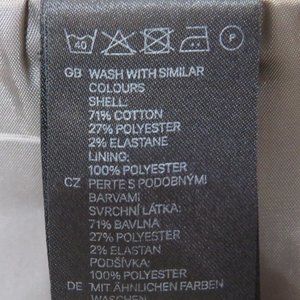 40 P
GB WASH WITH SIMILAR
COLOURS
SHELL:
71% COTTON
27% POLYESTER
2% ELASTANE
LINING:
100% POLYESTER
CZ PERTE S PODOBNÝMI
BARVAMI
SVRCHNÍ LÁTKA:
71% BAVLNA
27% POLYESTER
2% ELASTAN
PODŠÍVKA:
100% POLYESTER
DE MIT ÄHNLICHEN FARBEN
WASCHEN